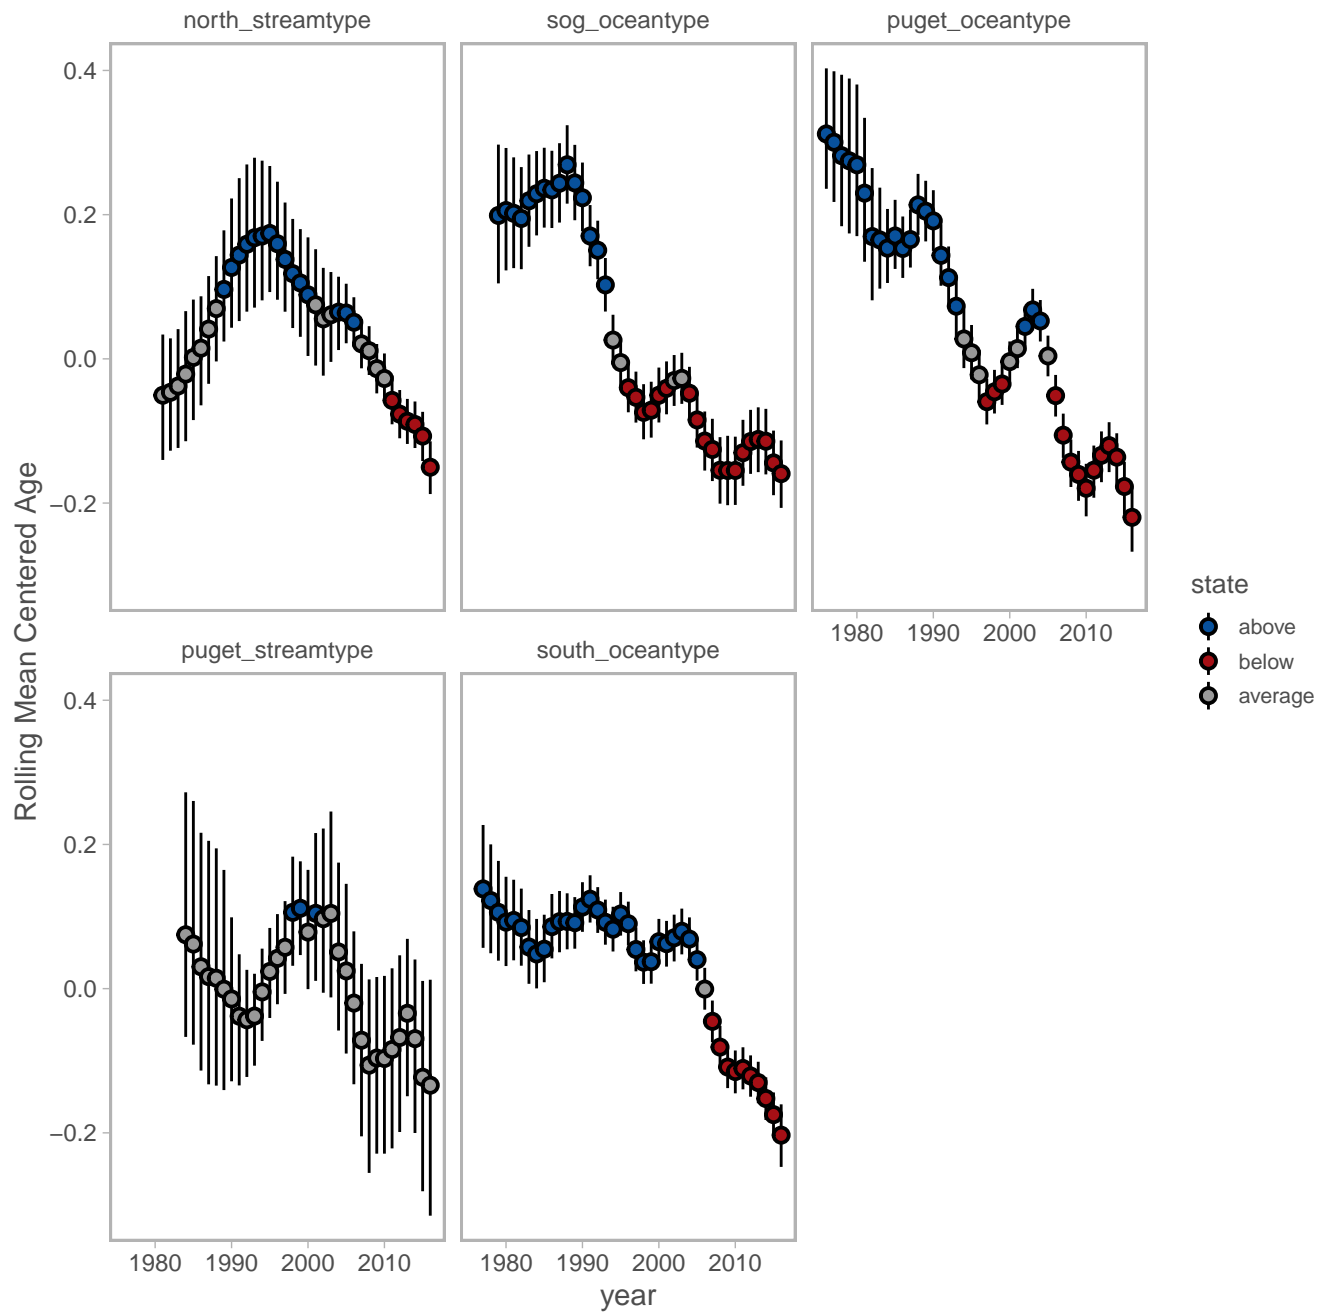 north_streamtype
sog_oceantype
puget_oceantype
0.4
0.2
0.0
−0.2
1980 1990 2000 2010
puget_streamtype
south_oceantype
0.4
0.2
0.0
−0.2
1980 1990 2000 2010
1980 1990 2000 2010
year
Rolling Mean Centered Age
state
above
below
average